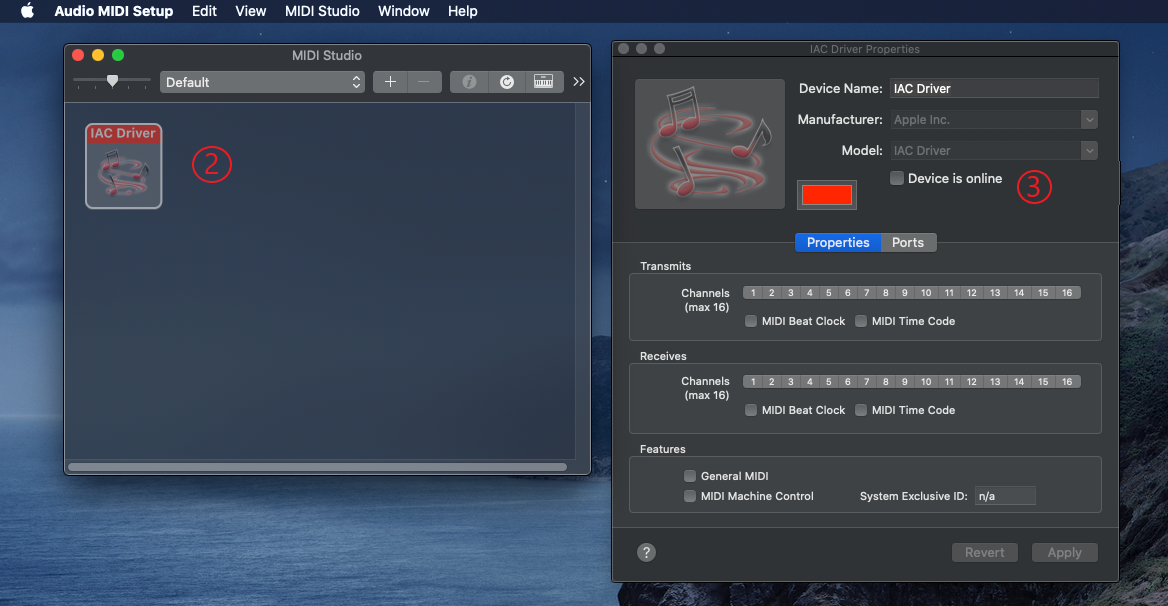 Audio MIDI Setup Edit View MIDI Studio Window Help
MIDI Studio
Default
IAC Driver
②
IAC Driver Properties
Device Name: IAC Driver
Manufacturer: Apple Inc.
Model: IAC Driver
Device is online
③
Properties Ports
Transmits
Channels 1 2 3 4 5 6 7 8 9 10 11 12 13 14 15 16
(max 16)
MIDI Beat Clock MIDI Time Code
Receives
Channels 1 2 3 4 5 6 7 8 9 10 11 12 13 14 15 16
(max 16)
MIDI Beat Clock MIDI Time Code
Features
General MIDI
MIDI Machine Control System Exclusive ID: n/a
? Revert Apply